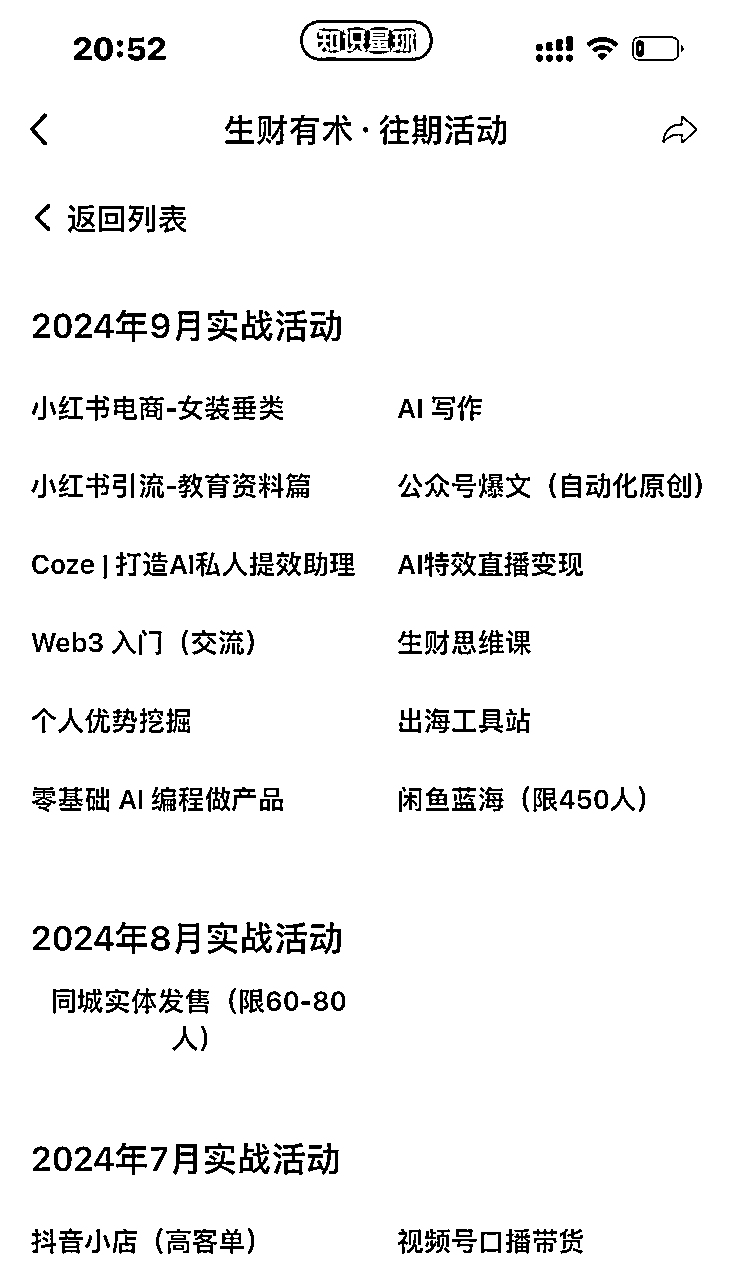 20:52
知识星球
生财有术·往期活动
返回列表
2024年9月实战活动
小红书电商-女装垂类
AI 写作
小红书引流-教育资料篇
公众号爆文（自动化原创）
Coze | 打造AI私人提效助理
AI特效直播变现
Web3 入门（交流）
生财思维课
个人优势挖掘
出海工具站
零基础 AI 编程做产品
闲鱼蓝海（限450人）
2024年8月实战活动
同城实体发售（限60-80
人）
2024年7月实战活动
抖音小店（高客单）
视频号口播带货